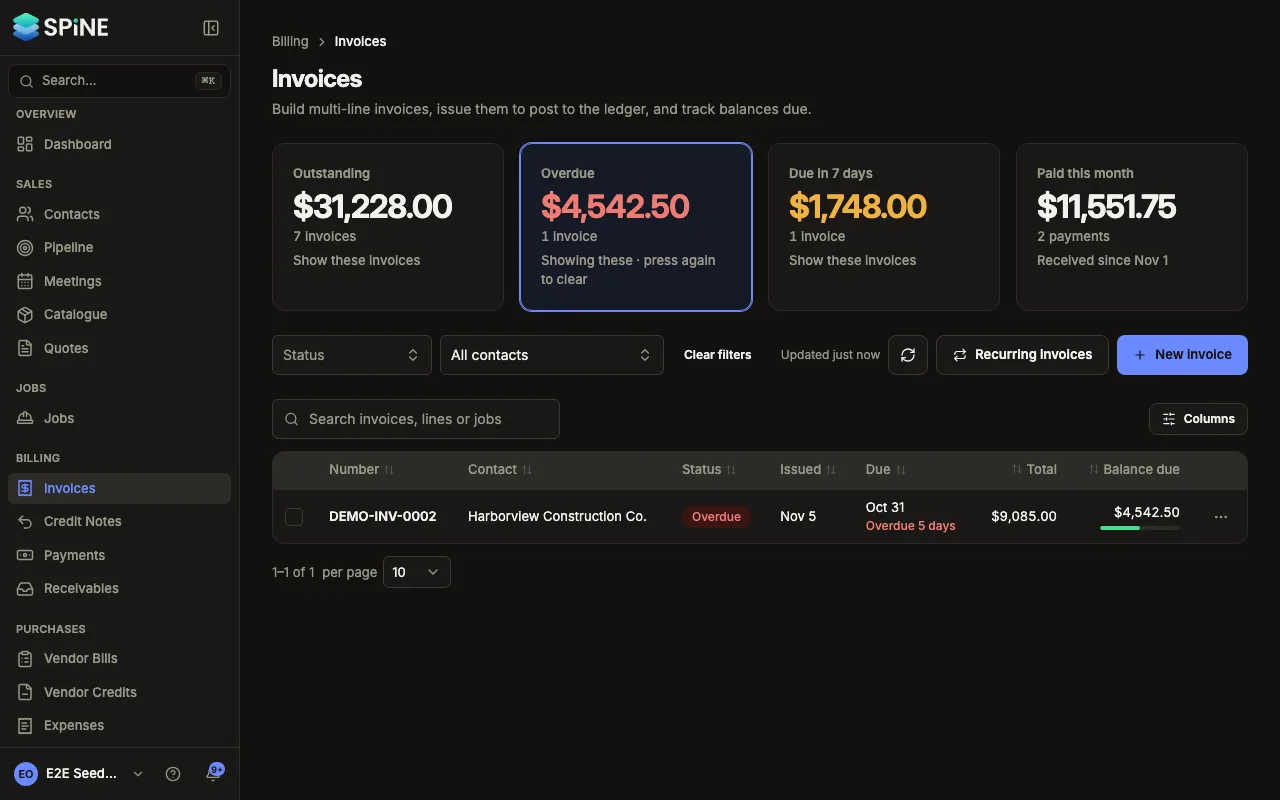 SPiNE
Search...
⌘K
OVERVIEW
Dashboard
SALES
Contacts
Pipeline
Meetings
Catalogue
Quotes
JOBS
Jobs
BILLING
Invoices
Credit Notes
Payments
Receivables
PURCHASES
Vendor Bills
Vendor Credits
Expenses
EO
E2E Seed...
9+
Billing
Invoices
Invoices
Build multi-line invoices, issue them to post to the ledger, and track balances due.
Outstanding
$31,228.00
7 invoices
Show these invoices
Overdue
$4,542.50
1 invoice
Showing these · press again
to clear
Due in 7 days
$1,748.00
1 invoice
Show these invoices
Paid this month
$11,551.75
2 payments
Received since Nov 1
Status
All contacts
Clear filters
Updated just now
Recurring invoices
New invoice
Search invoices, lines or jobs
Columns
Number
Contact
Status
Issued
Due
Total
Balance due
DEMO-INV-0002
Harborview Construction Co.
Overdue
Nov 5
Oct 31
Overdue 5 days
$9,085.00
$4,542.50
1–1 of 1
per page
10